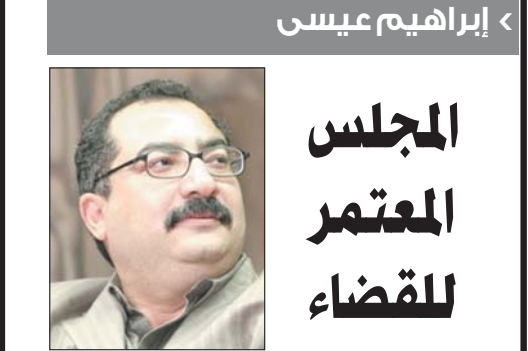 › إبراهيم عيسى
المجلس
المعتمر
للقضاء